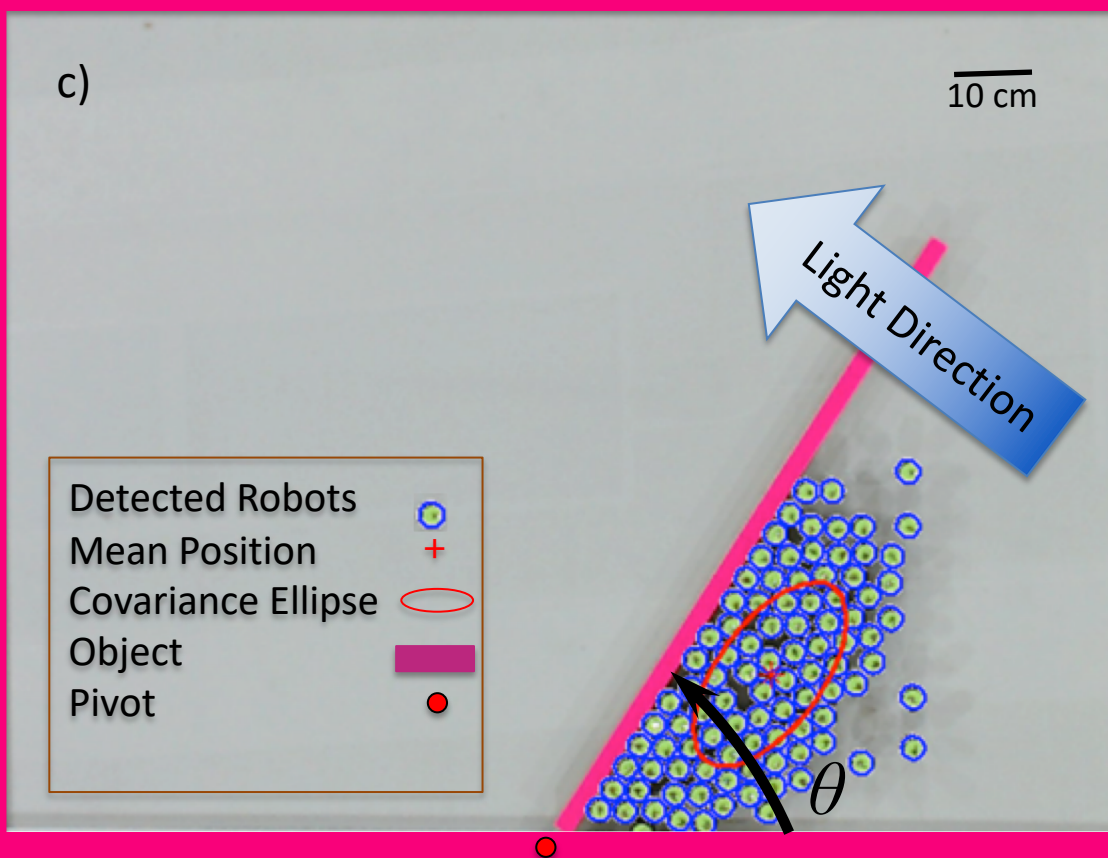 c)
10 cm
Light Direction
Detected Robots
Mean Position
Covariance Ellipse
Object
Pivot
θ